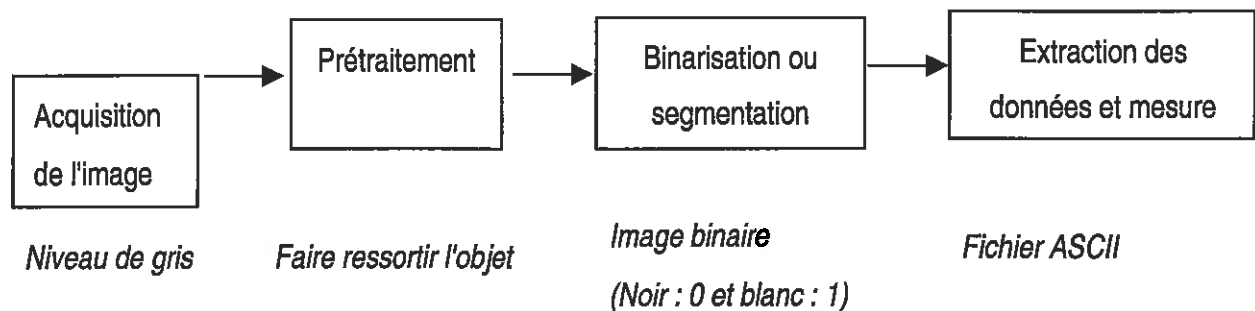 Acquisition
de l'image
Prétraitement
Binarisation ou
segmentation
Extraction des
données et mesure
Niveau de gris
Faire ressortir l'objet
Image binaire
(Noir : 0 et blanc : 1)
Fichier ASCII